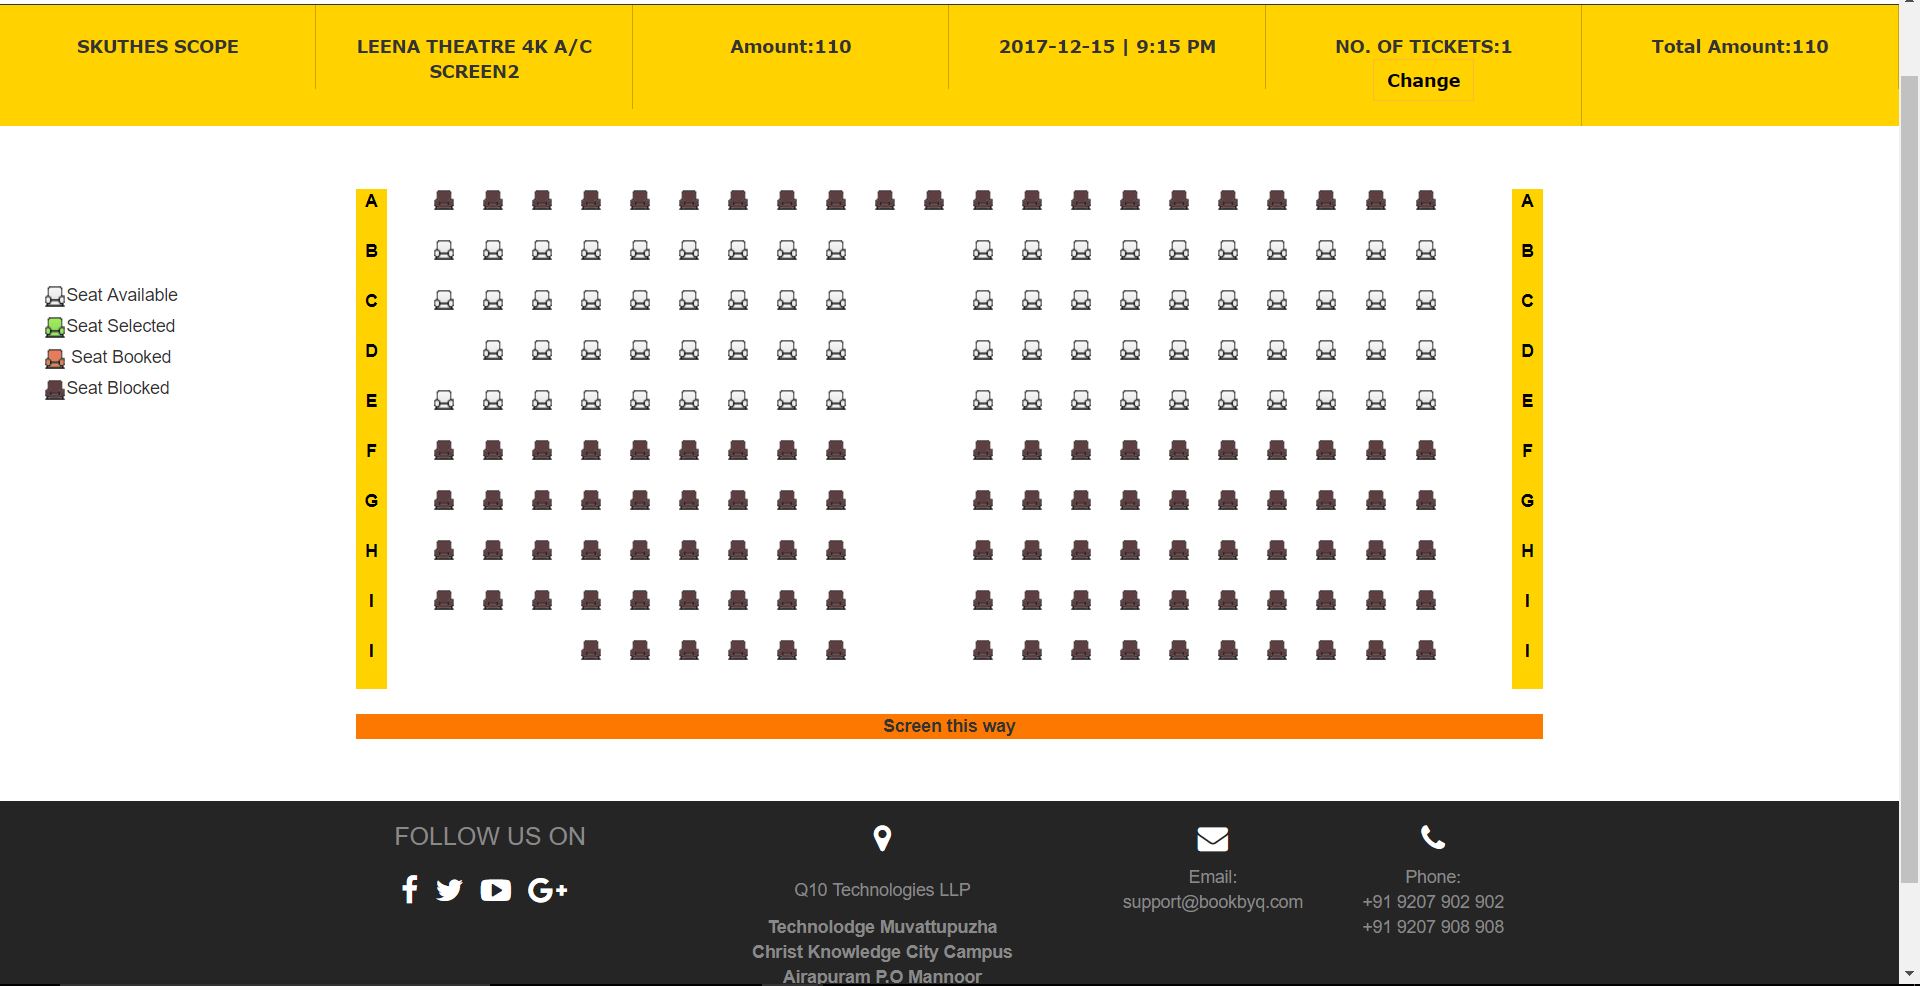 SKUTHES SCOPE
LEENA THEATRE 4K A/C
SCREEN2
Amount:110
2017-12-15 | 9:15 PM
NO. OF TICKETS:1
Change
Total Amount:110
Seat Available
Seat Selected
Seat Booked
Seat Blocked
A A
B B
C C
D D
E E
F F
G G
H H
I I
I I
Screen this way
FOLLOW US ON
Q10 Technologies LLP
Technolodge Muvattupuzha
Christ Knowledge City Campus
Airapuram P.O Mannoor
Email:
support@bookbyq.com
Phone:
+91 9207 902 902
+91 9207 908 908